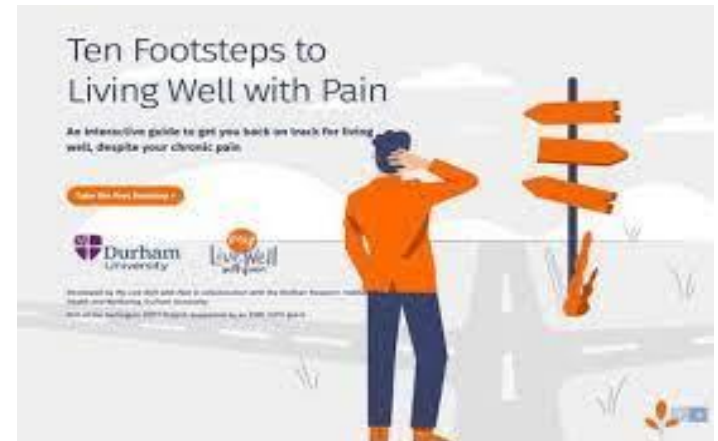 Ten Footsteps to
Living Well with Pain
An interactive guide to get you back on track for living
well, despite your chronic pain
Take the first footstep >
Durham
University
my
Live Well
with pain
Developed by My Live Well with Pain in collaboration with the
Health and Wellbeing, Durham University.